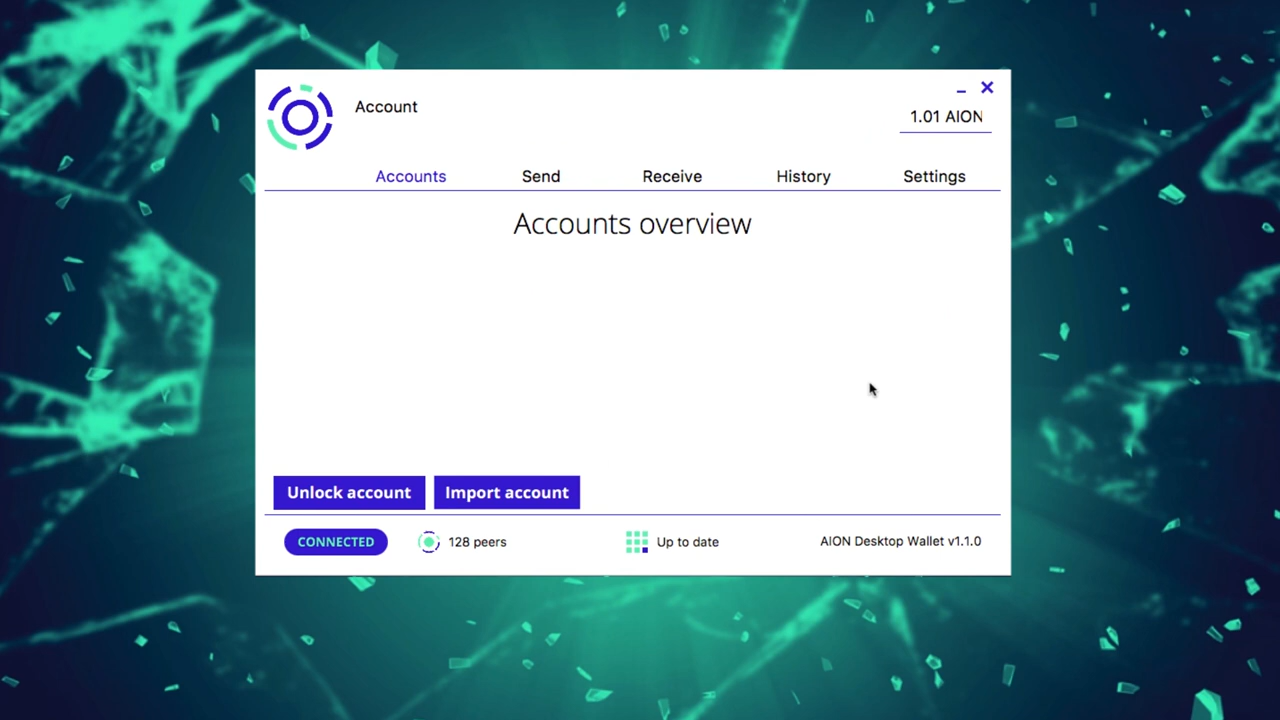 Account
1.01 AION
Accounts Send Receive History Settings
Accounts overview
Unlock account Import account
CONNECTED 128 peers Up to date AION Desktop Wallet v1.1.0